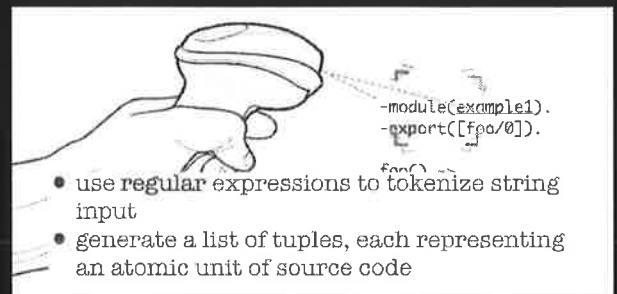 -module(example1).
-export([foo/0]).
foo() ->
• use regular expressions to tokenize string
input
• generate a list of tuples, each representing
an atomic unit of source code